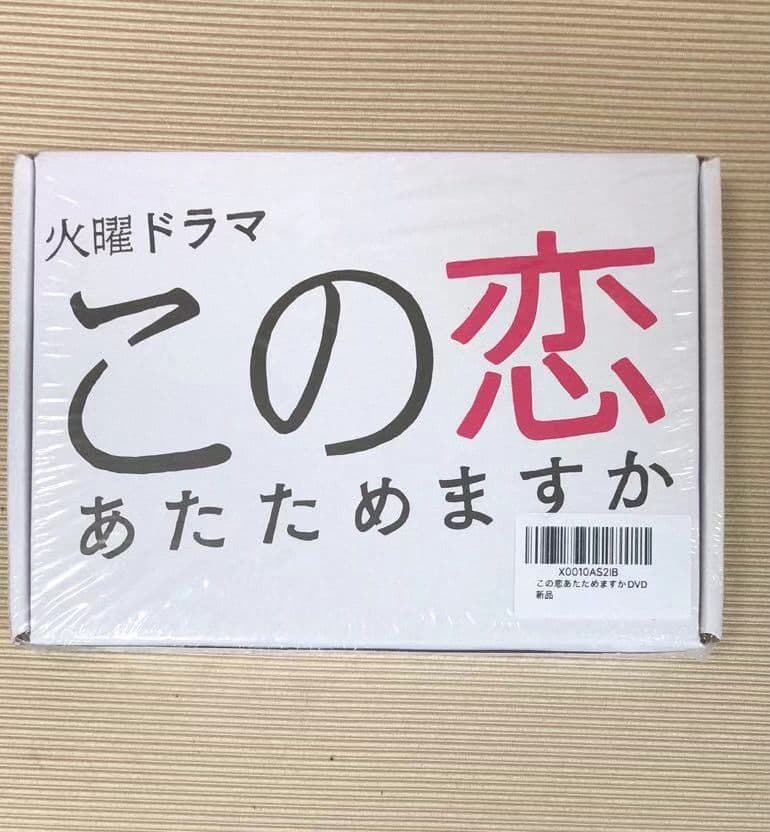 火曜ドラマ
この恋
あたためますか
X0010AS2IB
この恋あたためますかDVD
新品